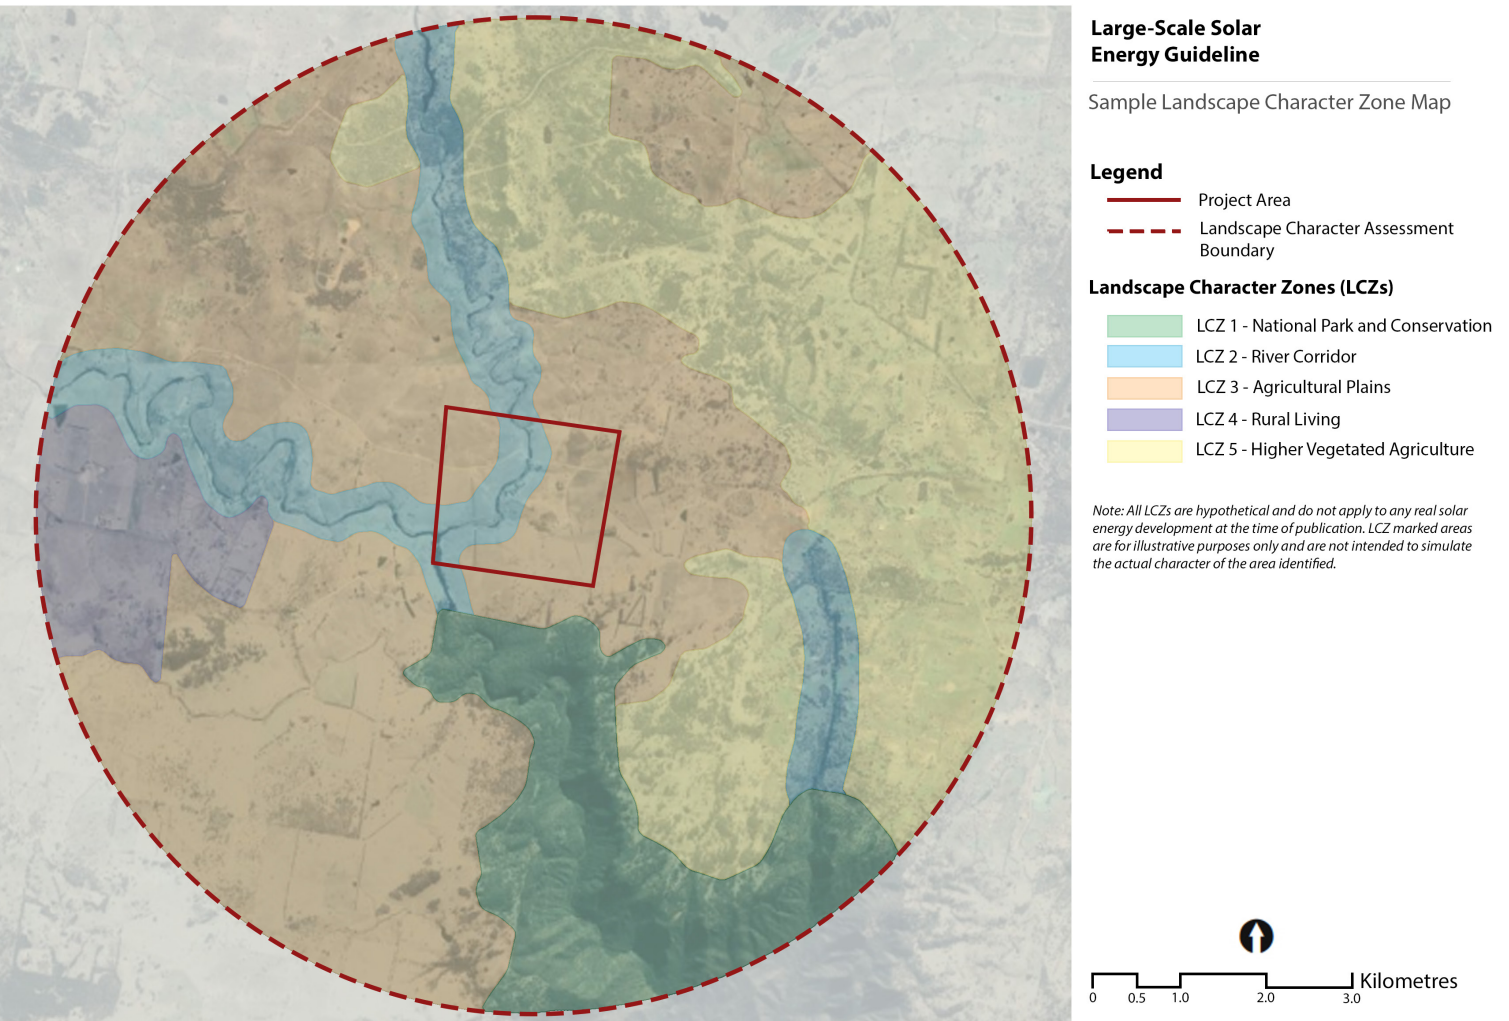 Large-Scale Solar
Energy Guideline
Sample Landscape Character Zone Map
Legend
Project Area
Landscape Character Assessment
Boundary
Landscape Character Zones (LCZs)
LCZ 1 - National Park and Conservation
LCZ 2 - River Corridor
LCZ 3 - Agricultural Plains
LCZ 4 - Rural Living
LCZ 5 - Higher Vegetated Agriculture
Note: All LCZs are hypothetical and do not apply to any real solar
energy development at the time of publication. LCZ marked areas
are for illustrative purposes only and are not intended to simulate
the actual character of the area identified.
Kilometres
0 0.5 1.0 2.0 3.0